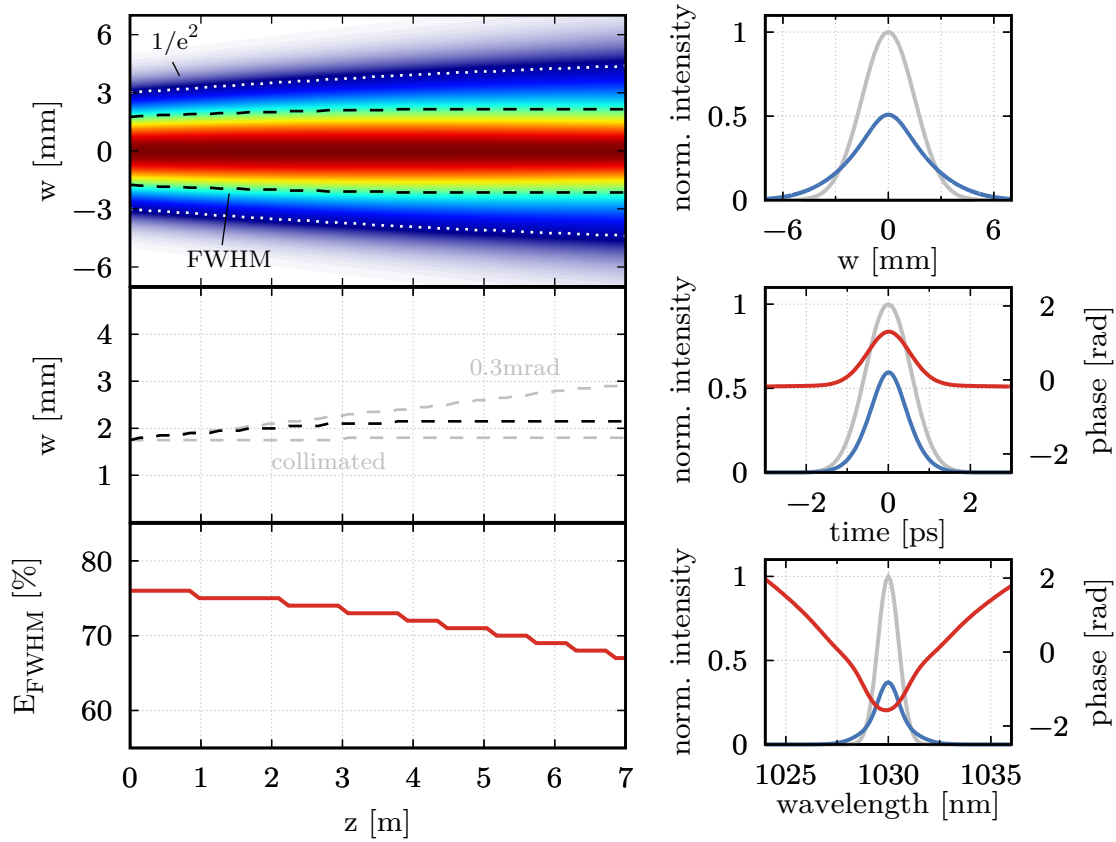 6
3
0
−3
−6
w [mm]
1/e2
FWHM
4
3
2
1
w [mm]
0.3mrad
collimated
80
70
60
EFWHM [%]
0
1
2
3
4
5
6
7
z [m]
1
0.5
0
norm. intensity
−6
0
6
w [mm]
1
0.5
0
norm. intensity
2
0
−2
phase [rad]
−2
0
2
time [ps]
1
0.5
0
norm. intensity
2
0
−2
phase [rad]
1025
1030
1035
wavelength [nm]